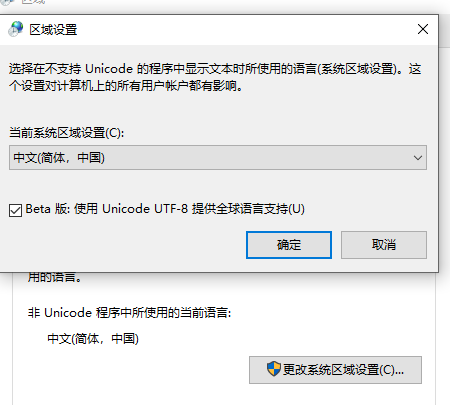 区域设置
选择在不支持 Unicode 的程序中显示文本时所使用的语言(系统区域设置)。这
个设置对计算机上的所有用户帐户都有影响。
当前系统区域设置(C):
中文(简体，中国)
Beta 版: 使用 Unicode UTF-8 提供全球语言支持(U)
确定
取消
用的语言。
非 Unicode 程序中所使用的当前语言:
中文(简体，中国)
更改系统区域设置(C)...